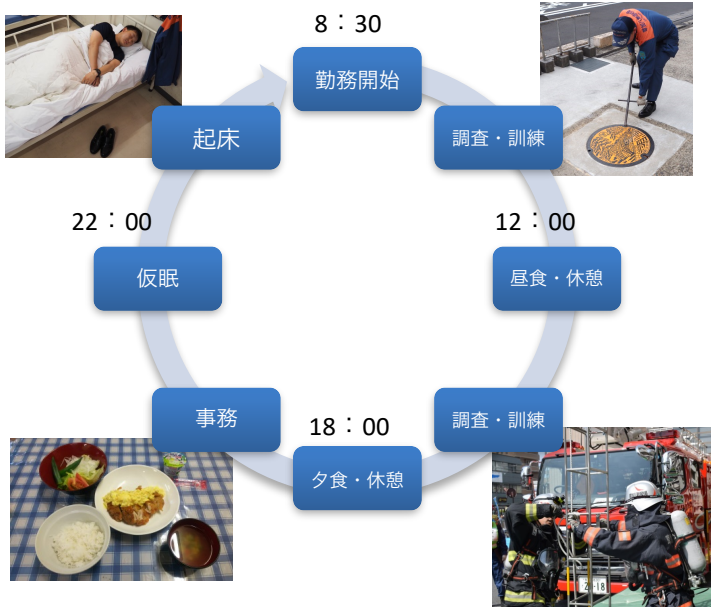 8：30
勤務開始
調査・訓練
12：00
昼食・休憩
調査・訓練
18：00
夕食・休憩
事務
22：00
仮眠
起床